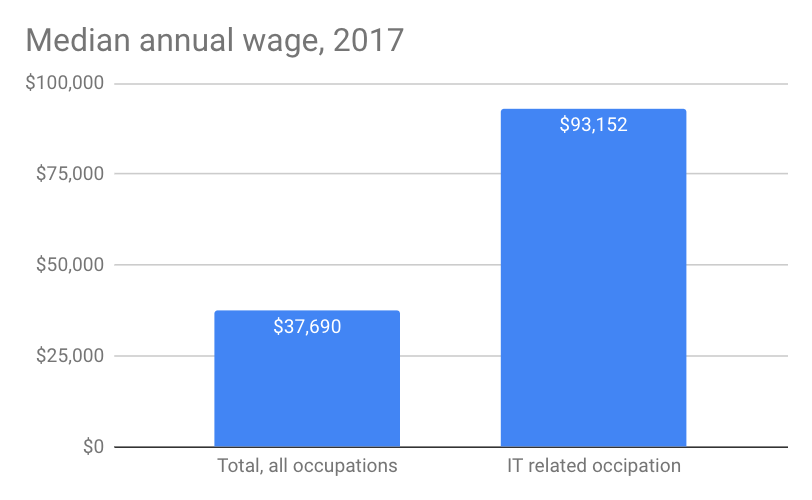 Median annual wage, 2017
$100,000
$93,152
$75,000
$50,000
$37,690
$25,000
$0
Total, all occupations
IT related occipation